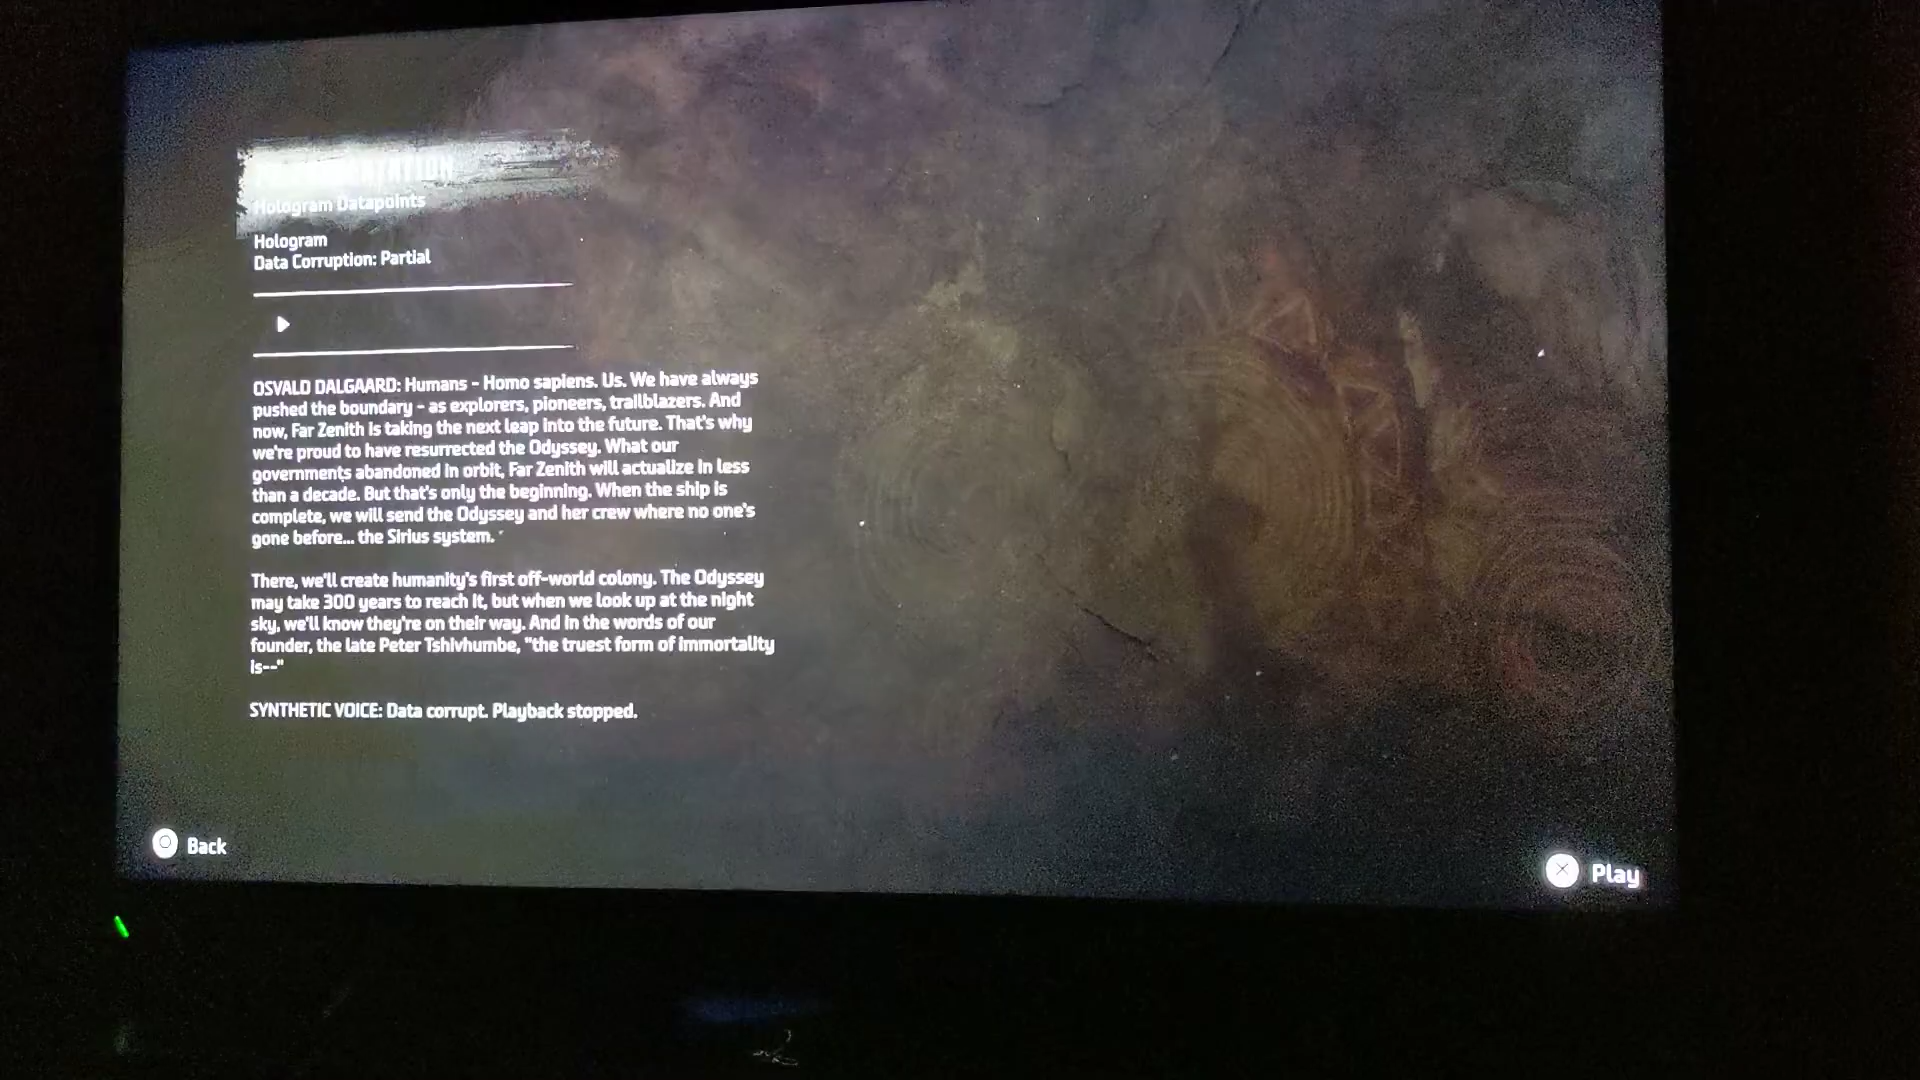 Hologram Datapoints
Hologram
Data Corruption: Partial
OSVALD DALGAARD: Humans - Homo sapiens. Us. We have always
pushed the boundary - as explorers, pioneers, trailblazers. And
now, Far Zenith is taking the next leap into the future. That's why
we're proud to have resurrected the Odyssey. What our
governments abandoned in orbit, Far Zenith will actualize in less
than a decade. But that's only the beginning. When the ship is
complete, we will send the Odyssey and her crew where no one's
gone before... the Sirius system.
There, we'll create humanity's first off-world colony. The Odyssey
may take 300 years to reach it, but when we look up at the night
sky, we'll know they're on their way. And in the words of our
founder, the late Peter Tshivhumbe, "the truest form of immortality
is--"
SYNTHETIC VOICE: Data corrupt. Playback stopped.
Back
Play